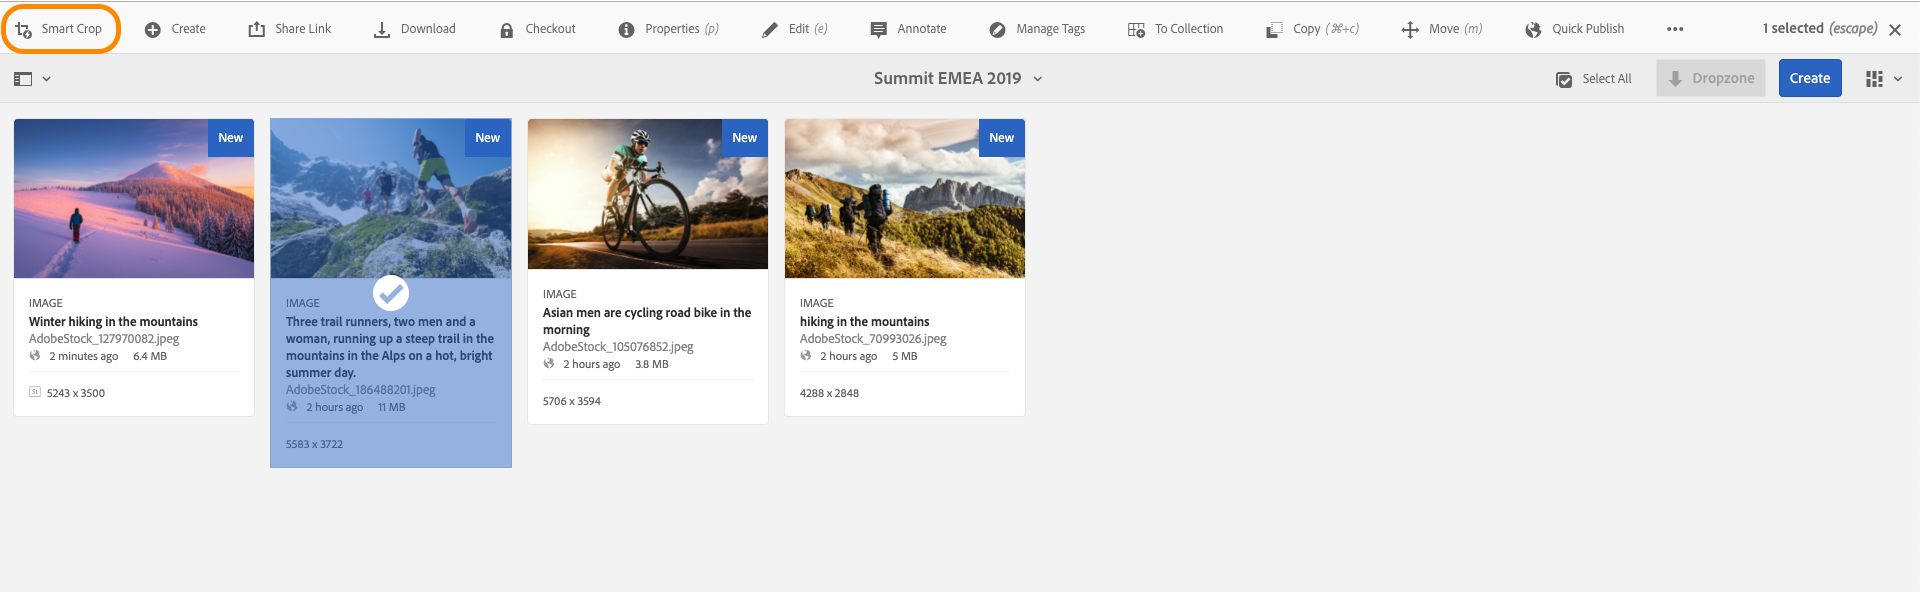 Smart Crop Create Share Link Download Checkout Properties (p) Edit (e) Annotate Manage Tags To Collection Copy (⌘+c) Move (m) Quick Publish ••• 1 selected (escape)
Summit EMEA 2019 Select All Dropzone Create
New
IMAGE
Winter hiking in the mountains
AdobeStock_127970082.jpeg
2 minutes ago 6.4 MB
St 5243 x 3500
New
IMAGE
Three trail runners, two men and a
woman, running up a steep trail in the
mountains in the Alps on a hot, bright
summer day.
AdobeStock_186488201.jpeg
2 hours ago 11 MB
5583 x 3722
New
IMAGE
Asian men are cycling road bike in the
morning
AdobeStock_105076852.jpeg
2 hours ago 3.8 MB
5706 x 3594
New
IMAGE
hiking in the mountains
AdobeStock_70993026.jpeg
2 hours ago 5 MB
4288 x 2848